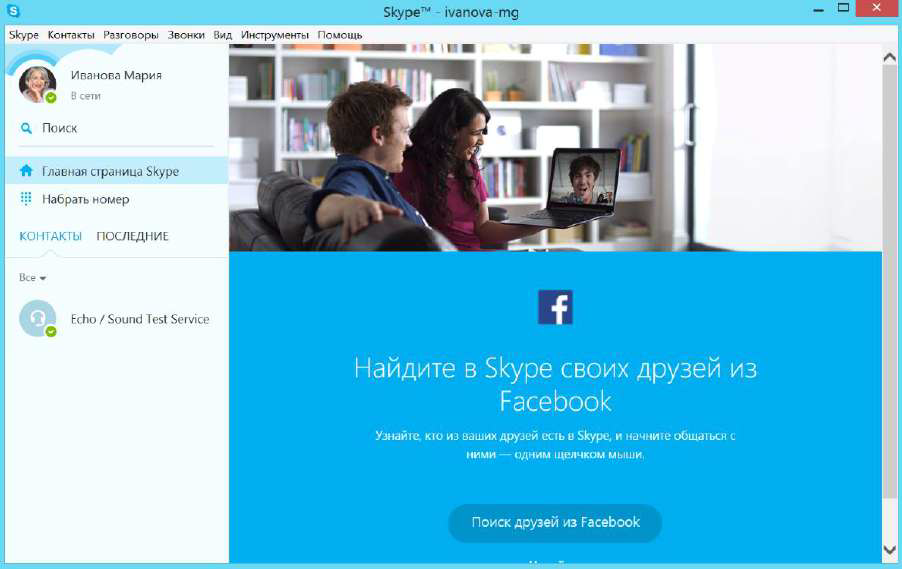 Skype™ - ivanova-mg
Skype Контакты Разговоры Звонки Вид Инструменты Помощь
Иванова Мария
В сети
Поиск
Главная страница Skype
Набрать номер
КОНТАКТЫ ПОСЛЕДНИЕ
Все
Echo / Sound Test Service
Найдите в Skype своих друзей из
Facebook
Узнайте, кто из ваших друзей есть в Skype, и начните общаться с
ними — одним щелчком мыши.
Поиск друзей из Facebook